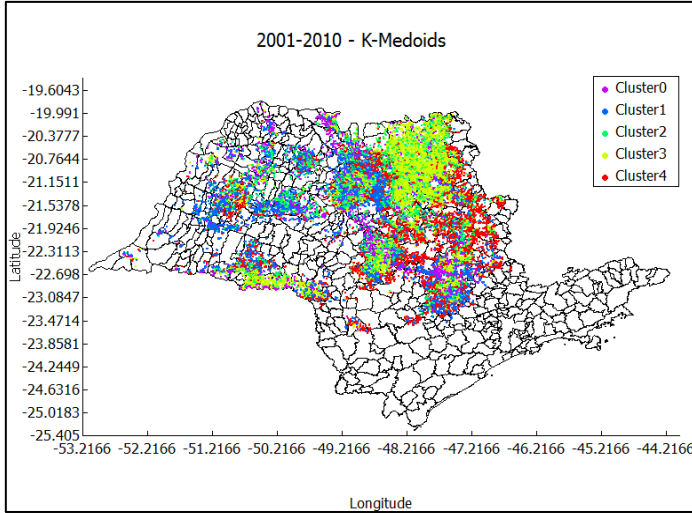 2001-2010 - K-Medoids
Cluster0
Cluster1
Cluster2
Cluster3
Cluster4
-19.6043
-19.991
-20.3777
-20.7644
-21.1511
-21.5378
-21.9246
-22.3113
-22.698
-23.0847
-23.4714
-23.8581
-24.2449
-24.6316
-25.0183
-25.405
Latitude
-53.2166 -52.2166 -51.2166 -50.2166 -49.2166 -48.2166 -47.2166 -46.2166 -45.2166 -44.2166
Longitude